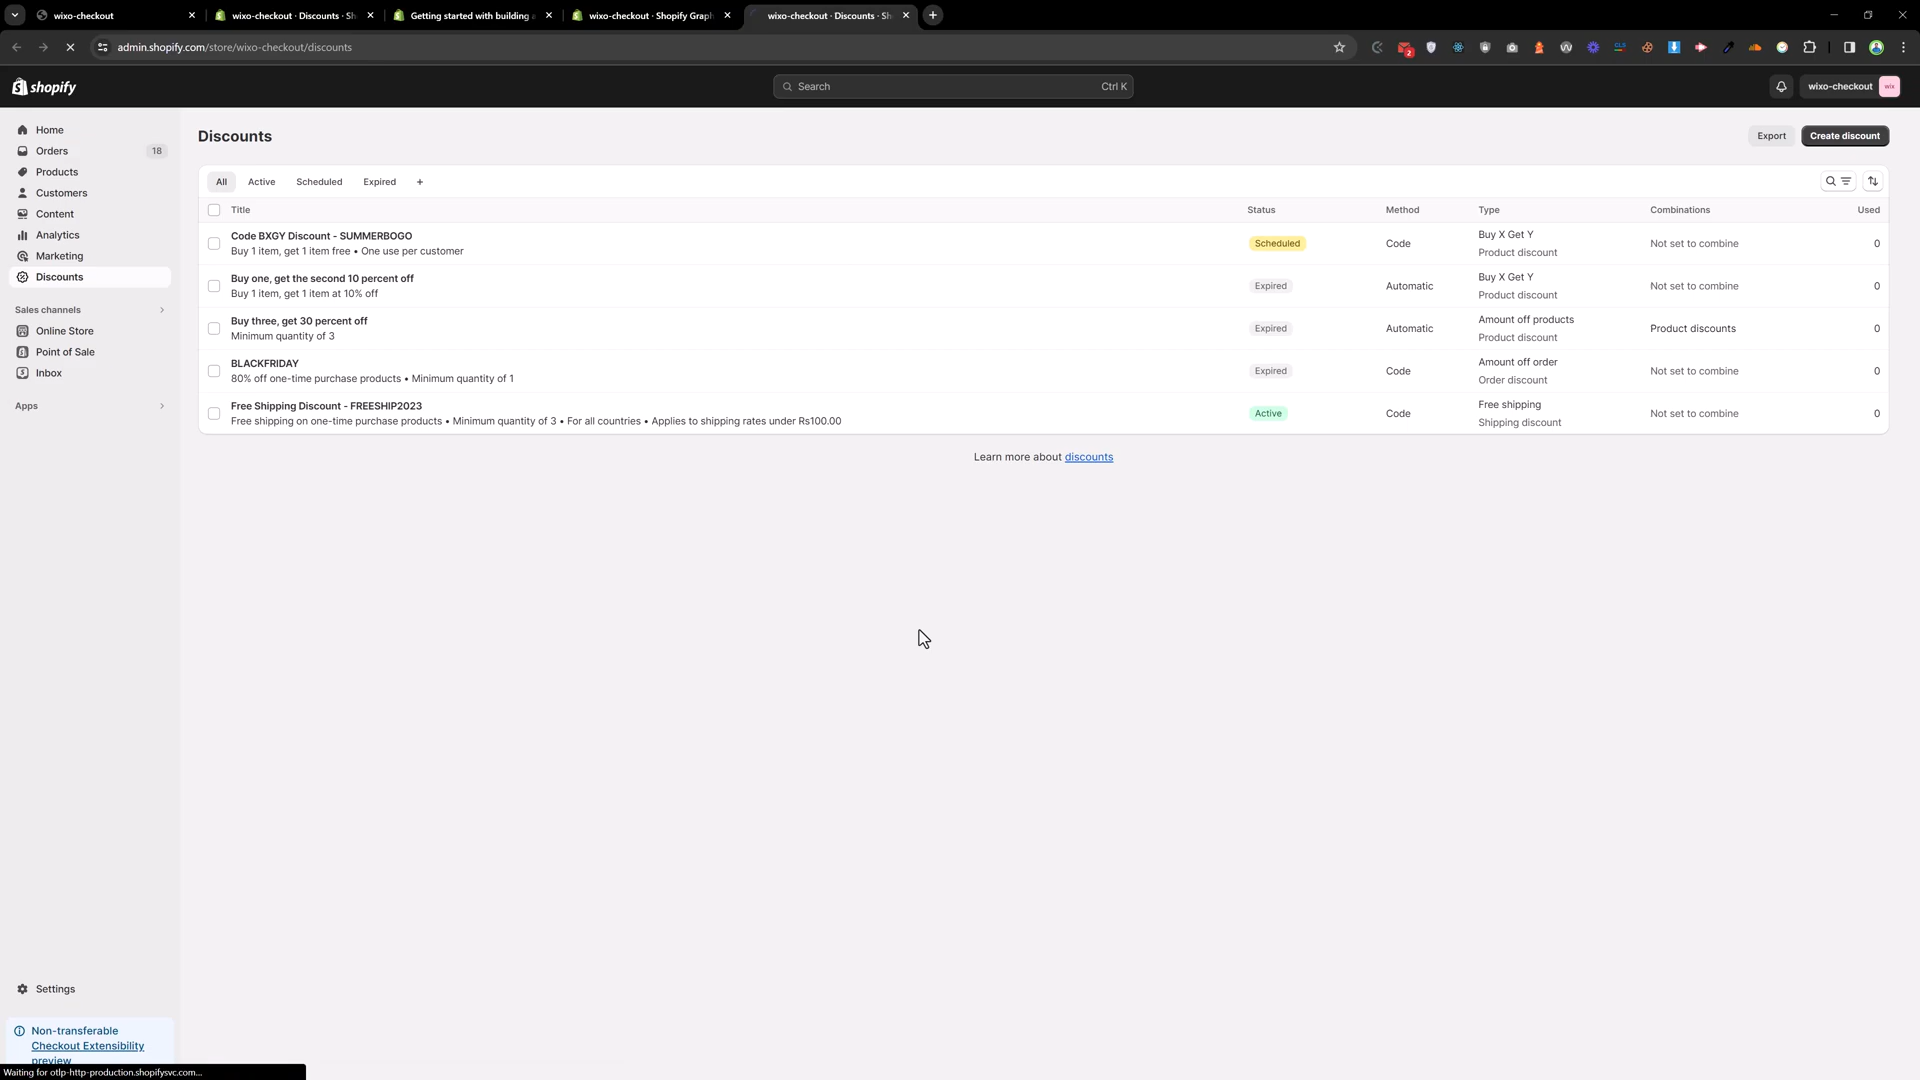 wixo-checkout
wixo-checkout · Discounts · Sh
Getting started with building a
wixo-checkout · Shopify Graph
wixo-checkout · Discounts · Sh
admin.shopify.com/store/wixo-checkout/discounts
2
shopify
Search
Ctrl K
wixo-checkout
wix
Home
Orders
18
Products
Customers
Content
Analytics
Marketing
Discounts
Sales channels
Online Store
Point of Sale
Inbox
Apps
Settings
Non-transferable
Checkout Extensibility
preview
Waiting for otlp-http-production.shopifysvc.com...
Discounts
Export
Create discount
All
Active
Scheduled
Expired
+
Title
Status
Method
Type
Combinations
Used
Code BXGY Discount - SUMMERBOGO
Buy 1 item, get 1 item free • One use per customer
Scheduled
Code
Buy X Get Y
Product discount
Not set to combine
0
Buy one, get the second 10 percent off
Buy 1 item, get 1 item at 10% off
Expired
Automatic
Buy X Get Y
Product discount
Not set to combine
0
Buy three, get 30 percent off
Minimum quantity of 3
Expired
Automatic
Amount off products
Product discount
Product discounts
0
BLACKFRIDAY
80% off one-time purchase products • Minimum quantity of 1
Expired
Code
Amount off order
Order discount
Not set to combine
0
Free Shipping Discount - FREESHIP2023
Free shipping on one-time purchase products • Minimum quantity of 3 • For all countries • Applies to shipping rates under Rs100.00
Active
Code
Free shipping
Shipping discount
Not set to combine
0
Learn more about discounts